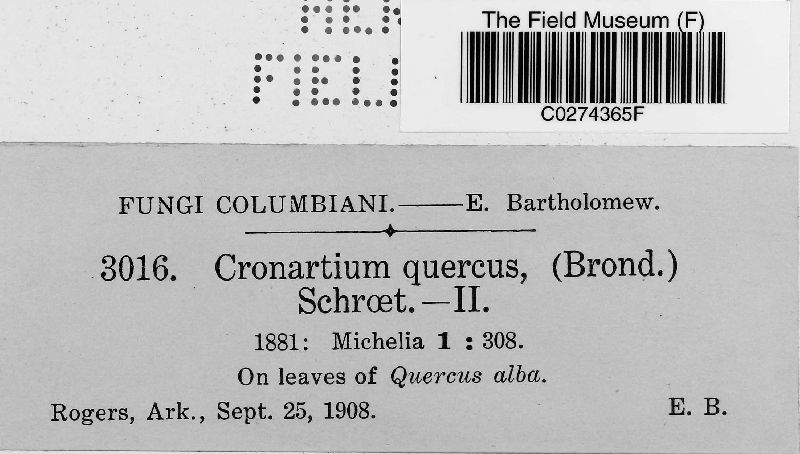 The Field Museum (F)
FIEL
C0274365F
FUNGI COLUMBIANI.——E. Bartholomew.
3016. Cronartium quercus, (Brond.)
Schrœt.—II.
1881: Michelia 1 : 308.
On leaves of Quercus alba.
Rogers, Ark., Sept. 25, 1908. E. B.